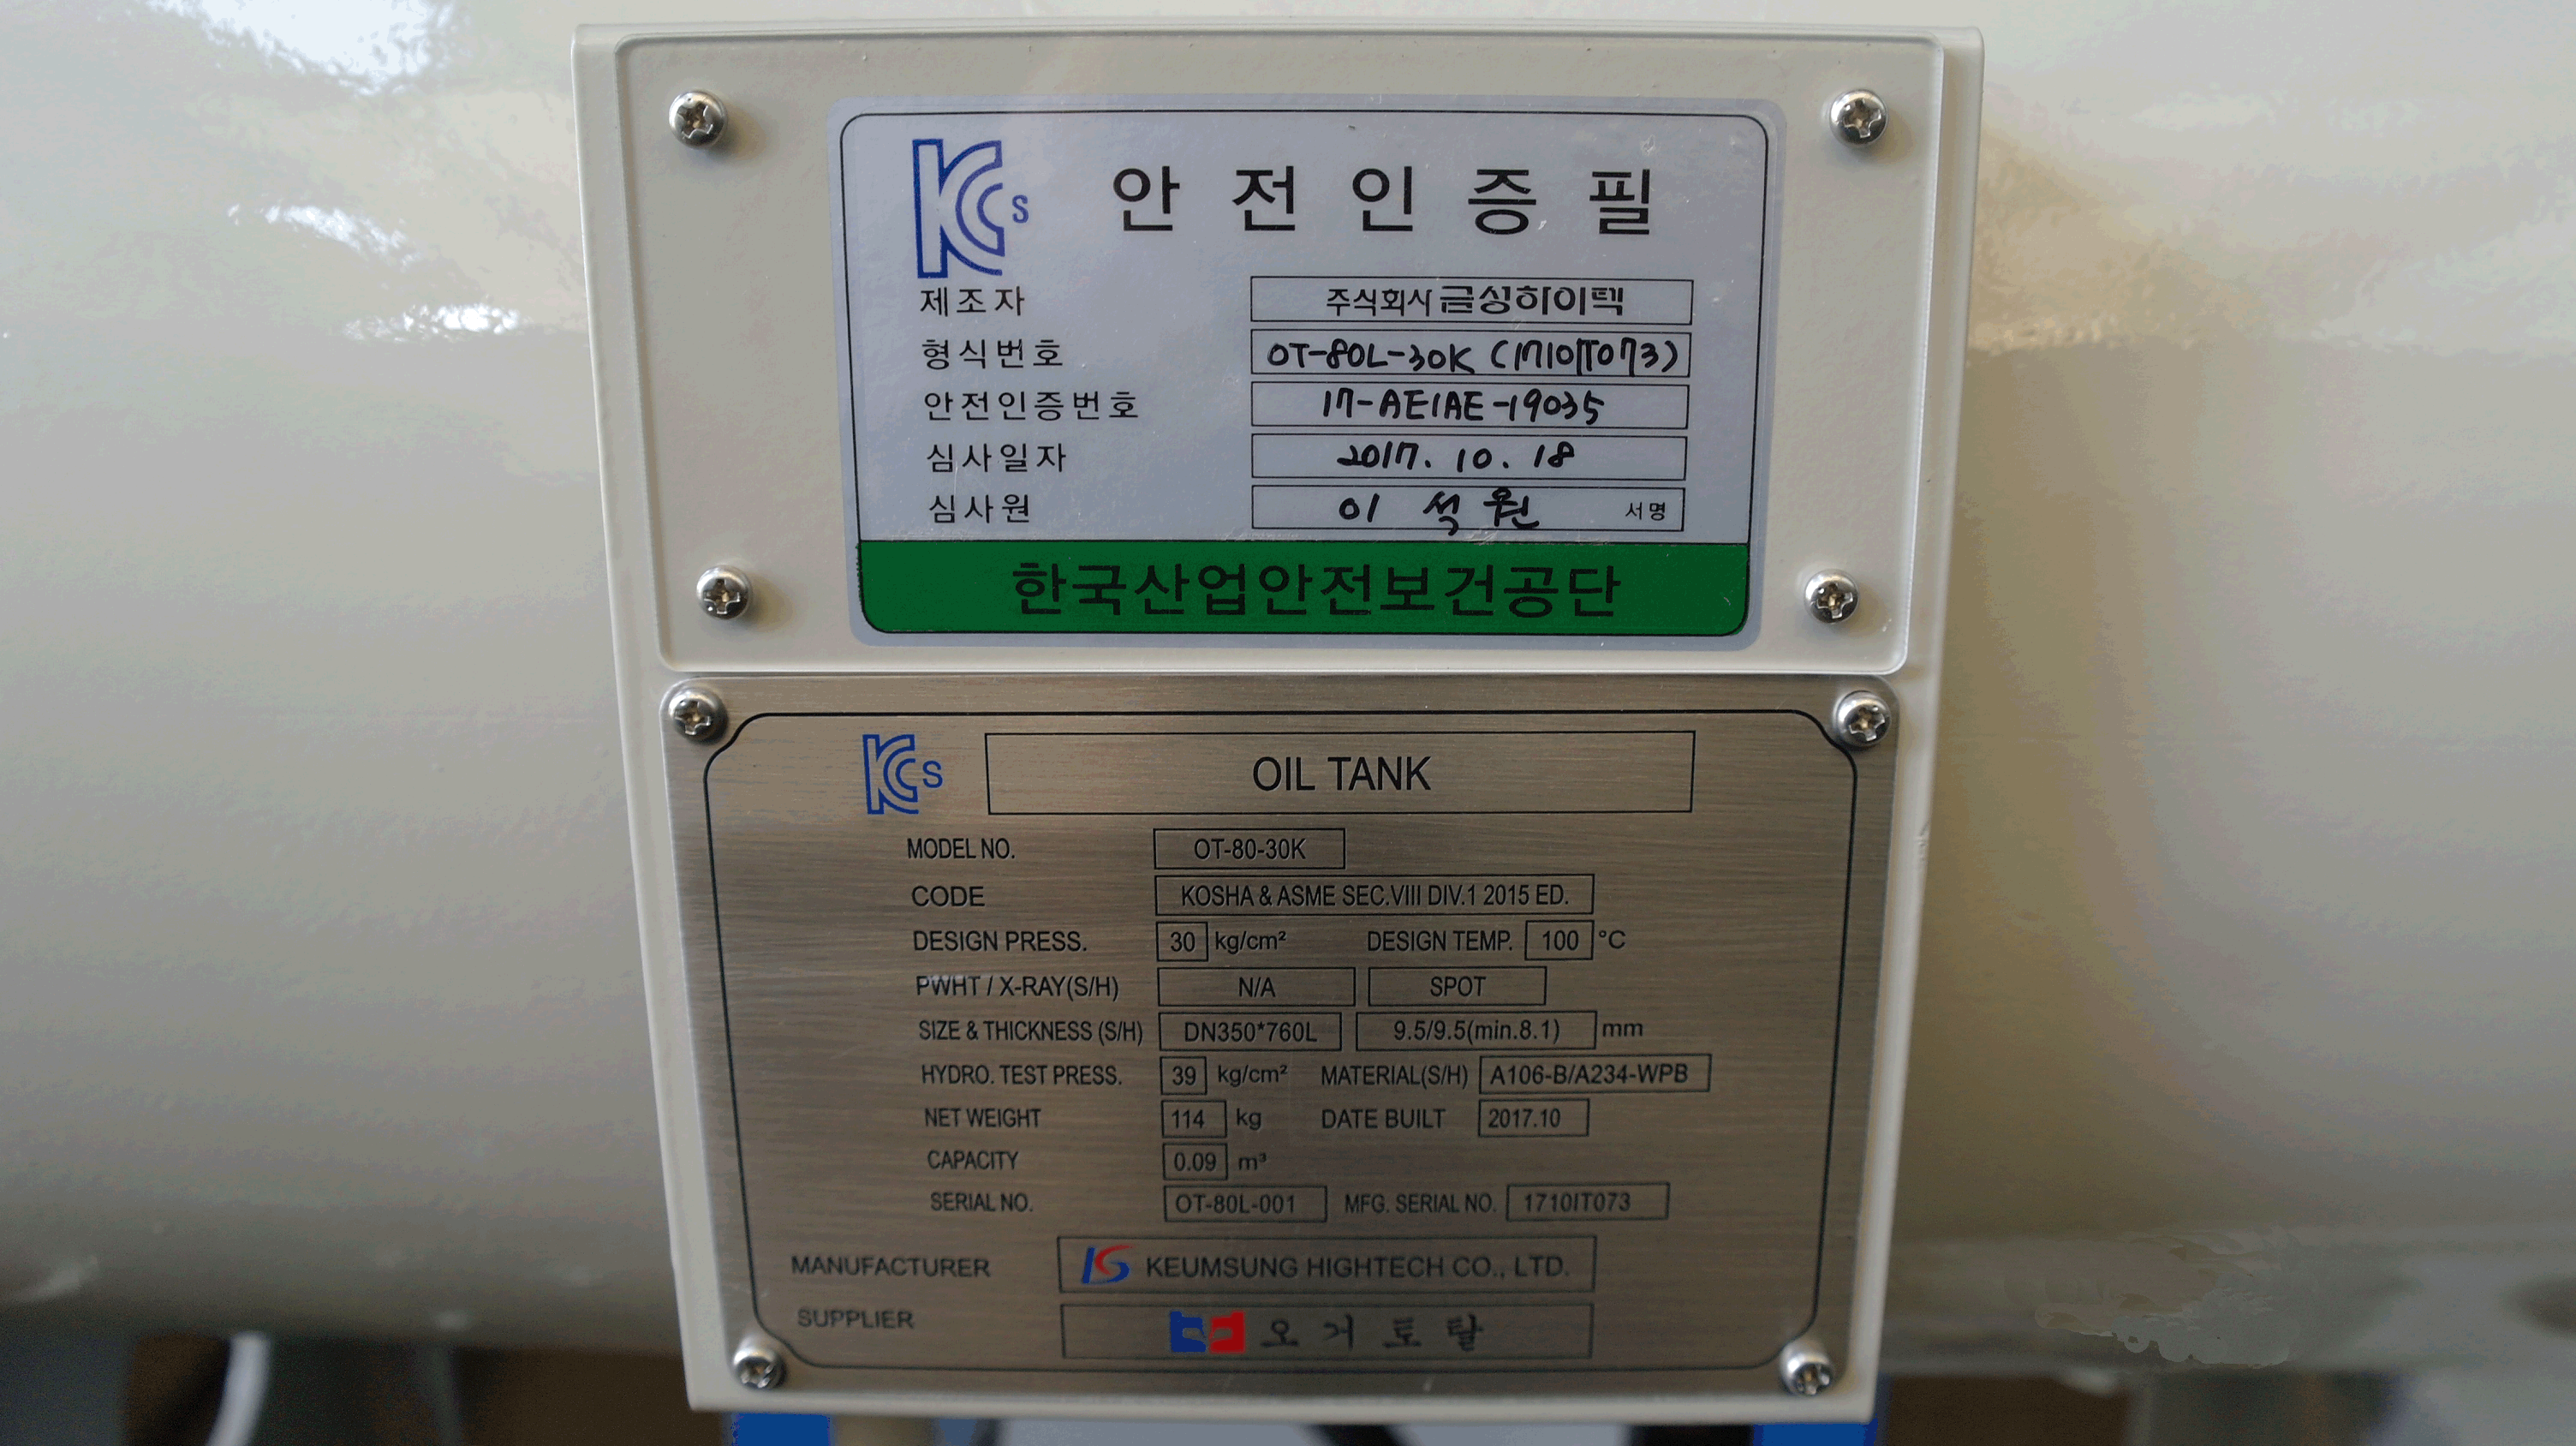 KCs 안전인증필
제조자 주식회사 금성하이텍
형식번호 OT-80L-30K (1710IT073)
안전인증번호 17-AE1AE-19035
심사일자 2017. 10. 18
심사원 이 석 원 서명
한국산업안전보건공단
KCs OIL TANK
MODEL NO. OT-80-30K
CODE KOSHA & ASME SEC.VIII DIV.1 2015 ED.
DESIGN PRESS. 30 kg/cm² DESIGN TEMP. 100 °C
PWHT / X-RAY(S/H) N/A SPOT
SIZE & THICKNESS (S/H) DN350*760L 9.5/9.5(min.8.1) mm
HYDRO. TEST PRESS. 39 kg/cm² MATERIAL(S/H) A106-B/A234-WPB
NET WEIGHT 114 kg DATE BUILT 2017.10
CAPACITY 0.09 m³
SERIAL NO. OT-80L-001 MFG. SERIAL NO. 1710IT073
MANUFACTURER KS KEUMSUNG HIGHTECH CO., LTD.
SUPPLIER 오거토탈